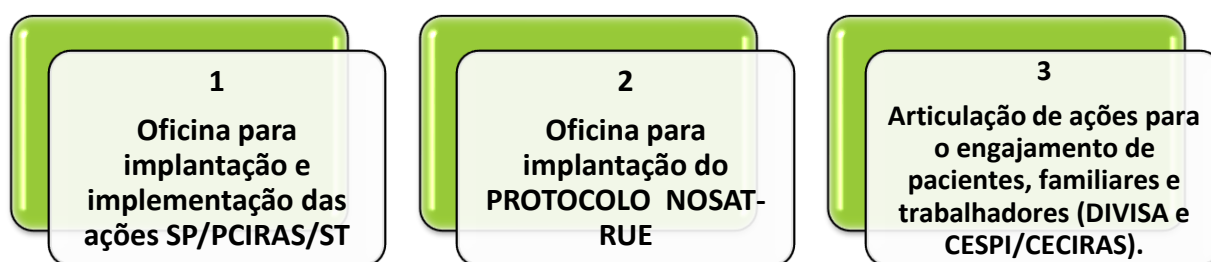 1
Oficina para
implantação e
implementação das
ações SP/PCIRAS/ST
2
Oficina para
implantação do
PROTOCOLO NOSAT-
RUE
3
Articulação de ações para
o engajamento de
pacientes, familiares e
trabalhadores (DIVISA e
CESPI/CECIRAS).